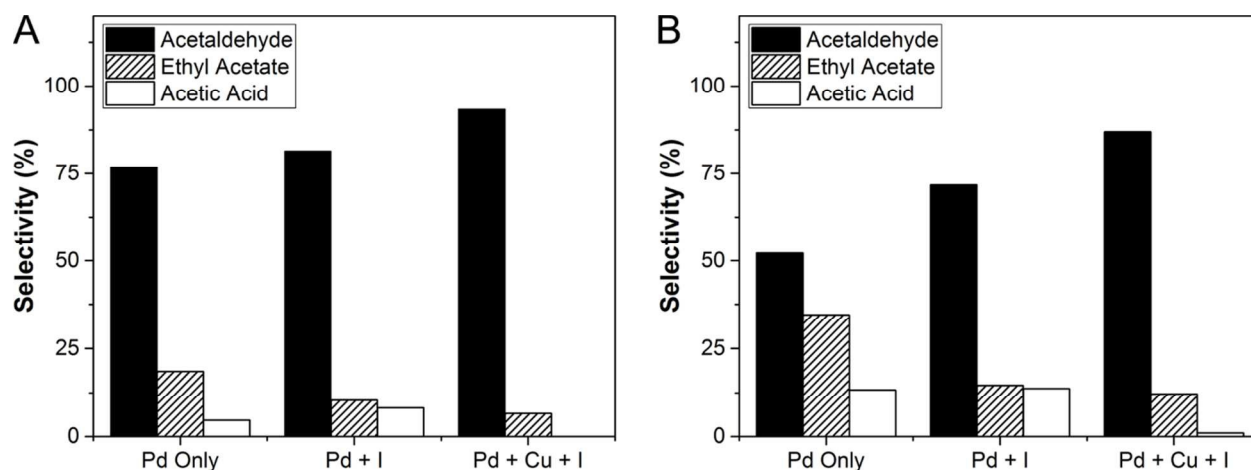 A
Acetaldehyde
Ethyl Acetate
Acetic Acid
Selectivity (%)
100
75
50
25
0
Pd Only
Pd + I
Pd + Cu + I
B
Acetaldehyde
Ethyl Acetate
Acetic Acid
Selectivity (%)
100
75
50
25
0
Pd Only
Pd + I
Pd + Cu + I